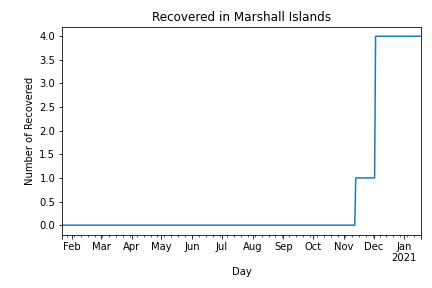 Recovered in Marshall Islands
Number of Recovered
4.0
3.5
3.0
2.5
2.0
1.5
1.0
0.5
0.0
Feb Mar Apr May Jun Jul Aug Sep Oct Nov Dec Jan
2021
Day